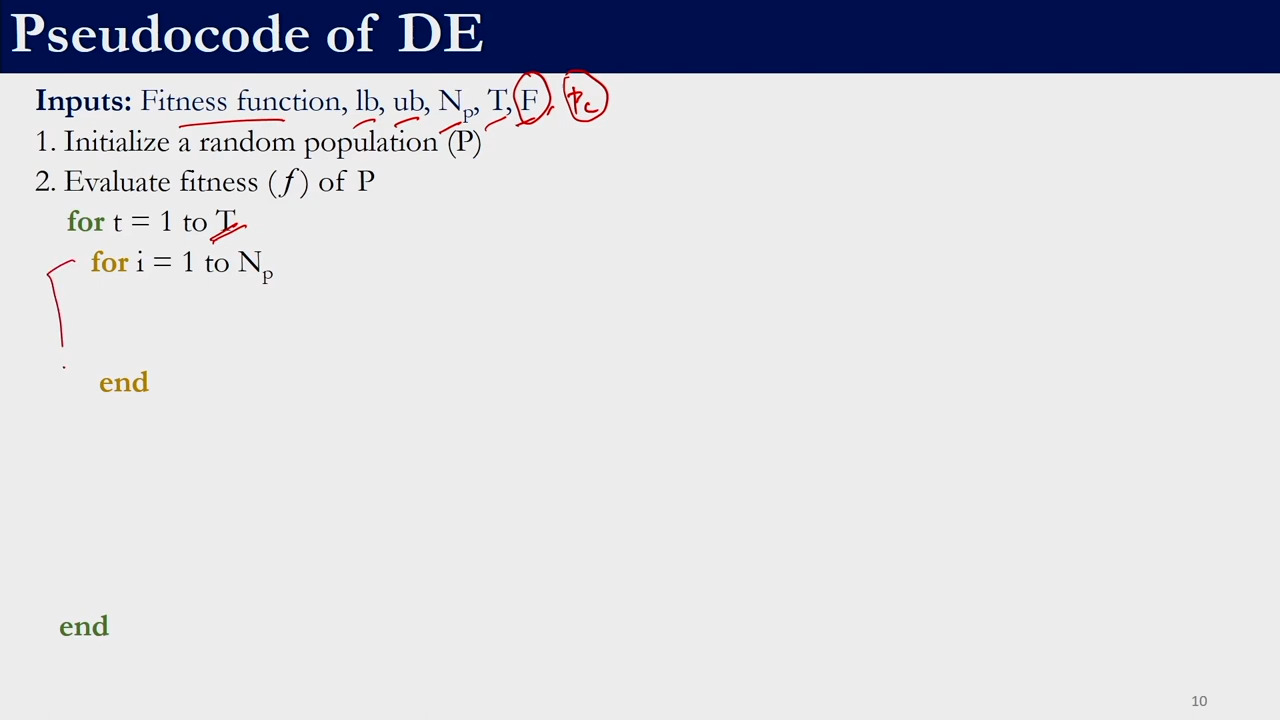 Pseudocode of DE
Inputs: Fitness function, lb, ub, Np, T, F, pc
1. Initialize a random population (P)
2. Evaluate fitness (f) of P
for t = 1 to T
for i = 1 to Np
end
end
10